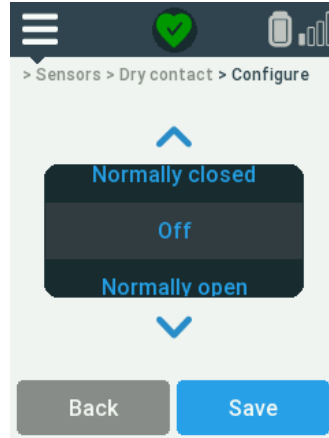 > Sensors > Dry contact > Configure
Normally closed
Off
Normally open
Back
Save